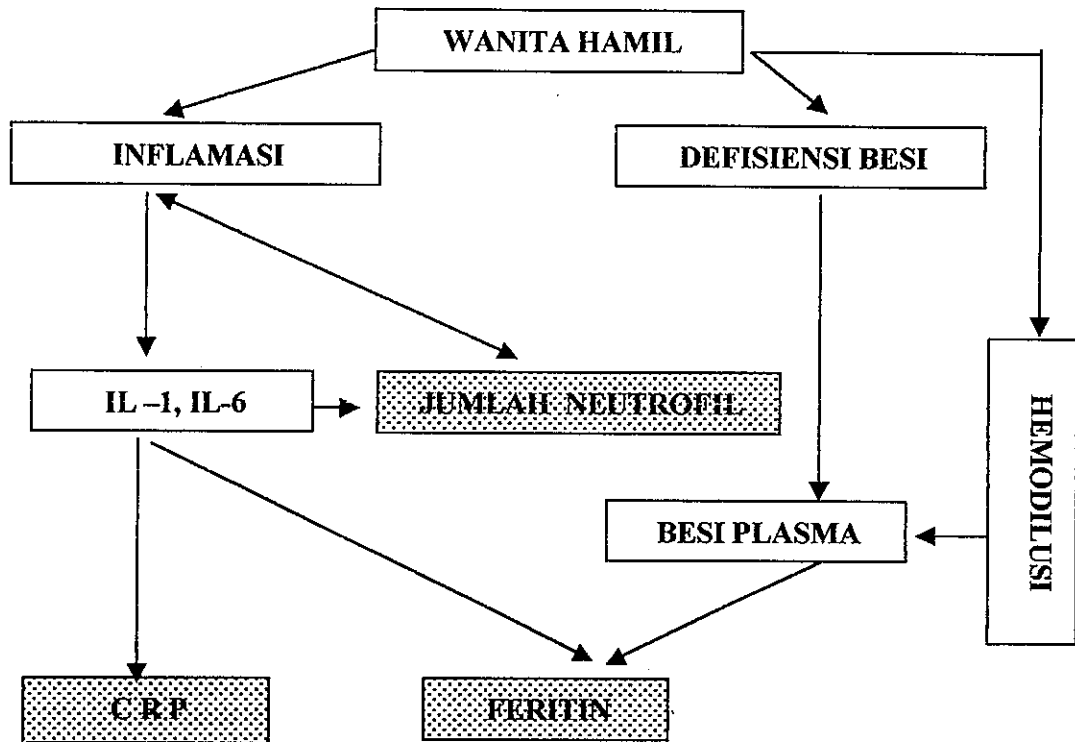 WANITA HAMIL
INFLAMASI
DEFISIENSI BESI
IL –1, IL-6
JUMLAH NEUTROFIL
HEMODILUSI
BESI PLASMA
C R P
FERITIN